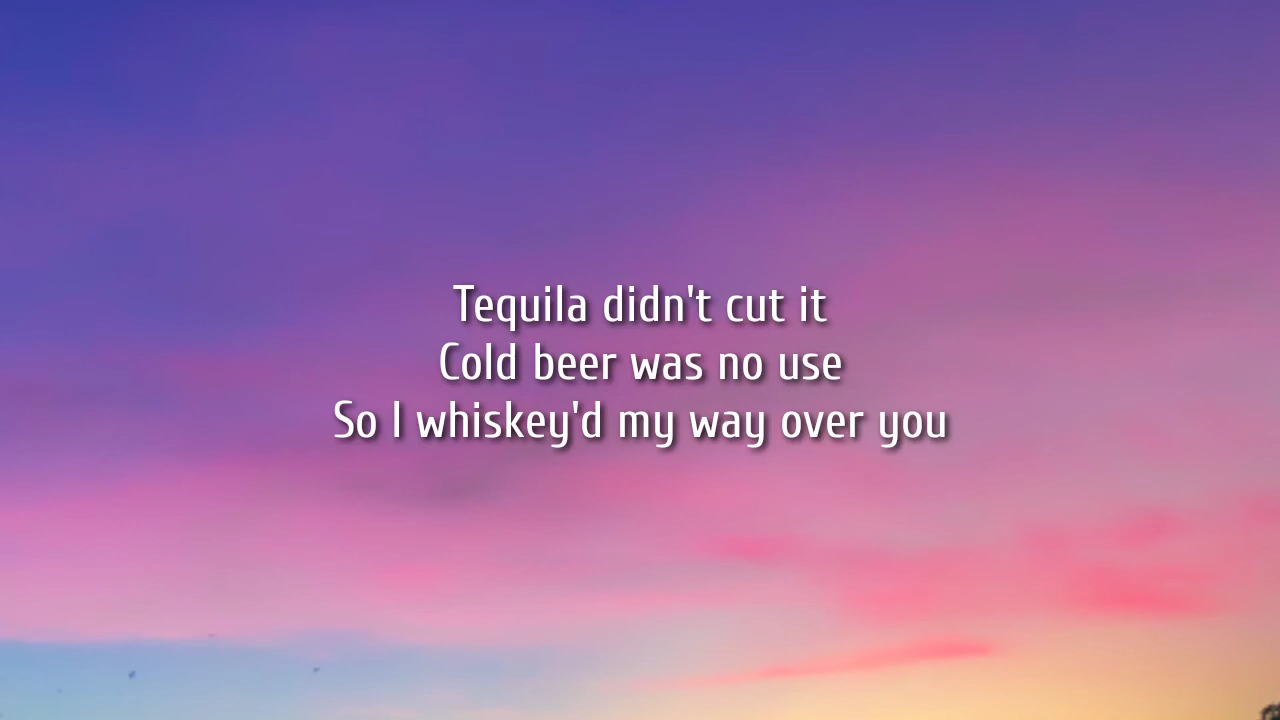 Tequila didn't cut it
Cold beer was no use
So I whiskey'd my way over you